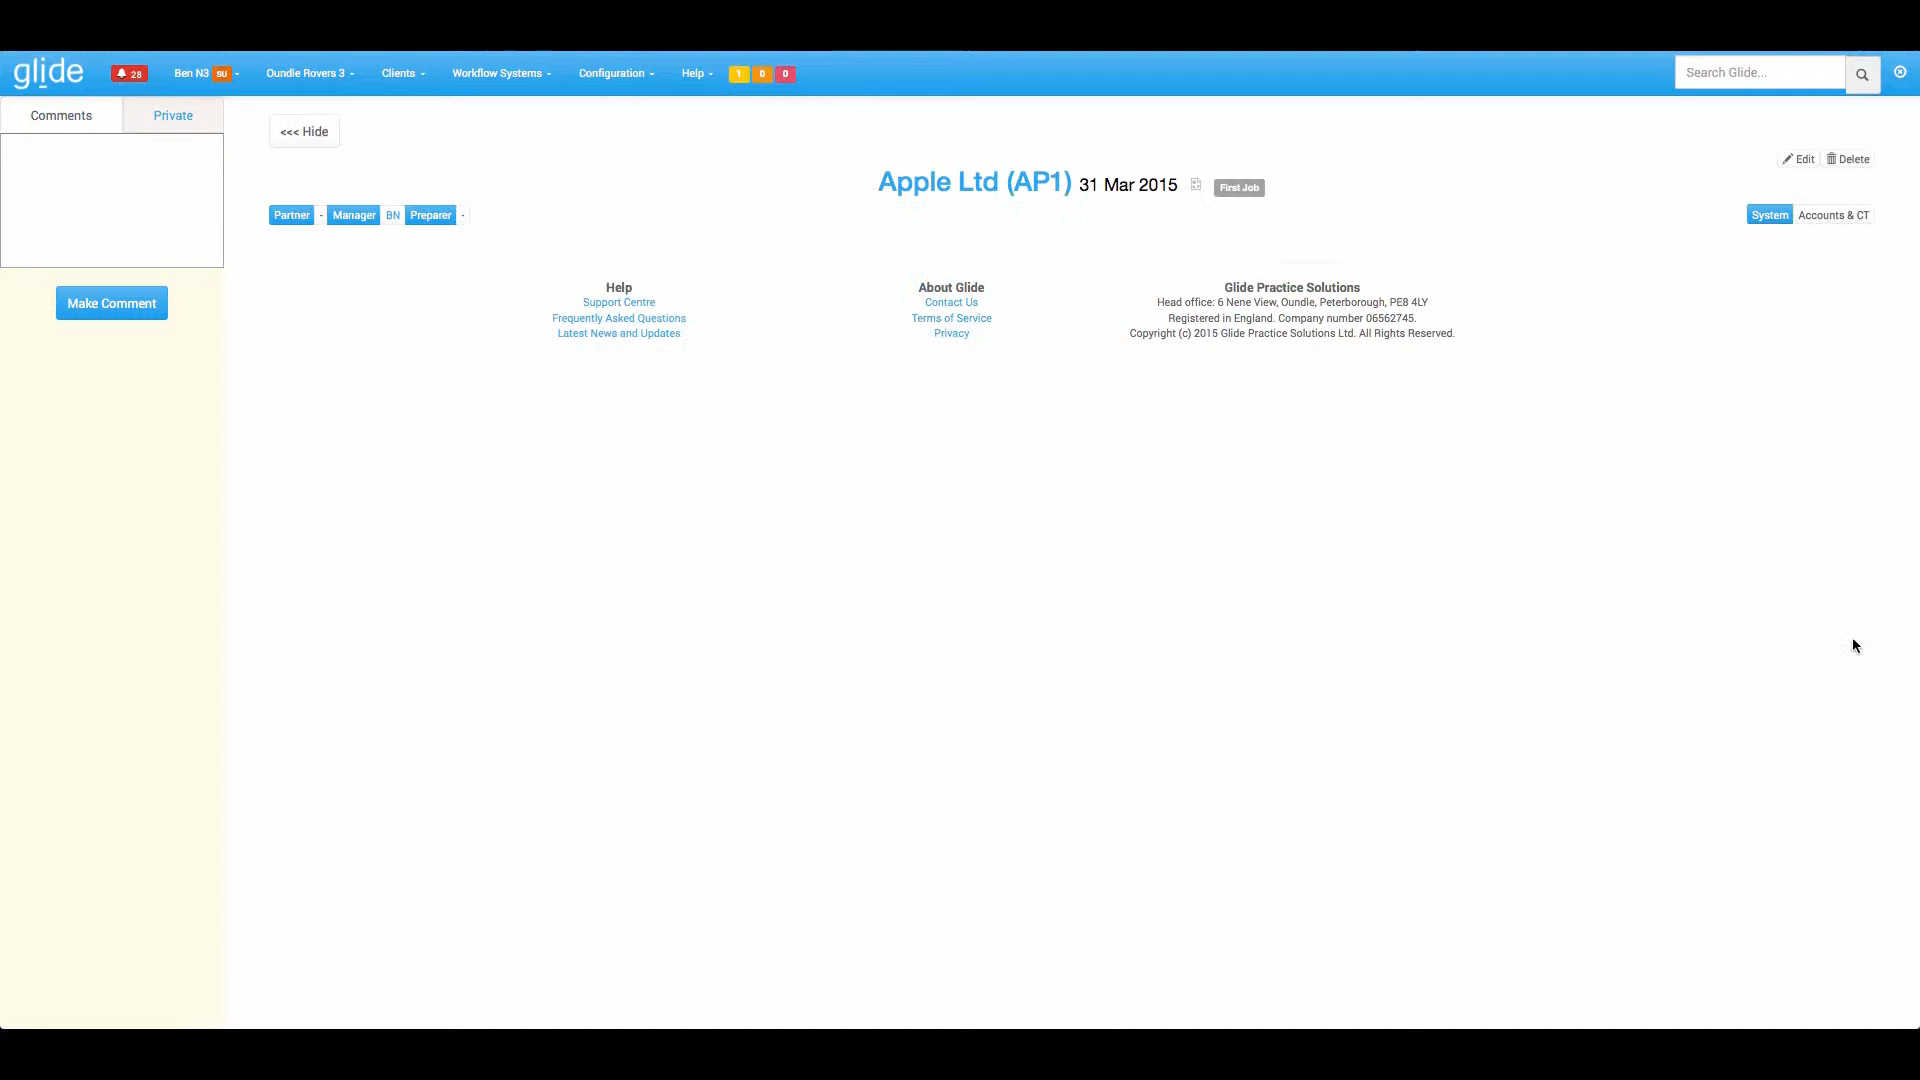 glide 28 Ben N3 SU Oundle Rovers 3 Clients Workflow Systems Configuration Help 1 0 0 Search Glide...
Comments Private
<<< Hide
Edit Delete
Apple Ltd (AP1) 31 Mar 2015 First Job
Partner - Manager BN Preparer - System Accounts & CT
Make Comment
Help
Support Centre
Frequently Asked Questions
Latest News and Updates
About Glide
Contact Us
Terms of Service
Privacy
Glide Practice Solutions
Head office: 6 Nene View, Oundle, Peterborough, PE8 4LY
Registered in England. Company number 06562745.
Copyright (c) 2015 Glide Practice Solutions Ltd. All Rights Reserved.